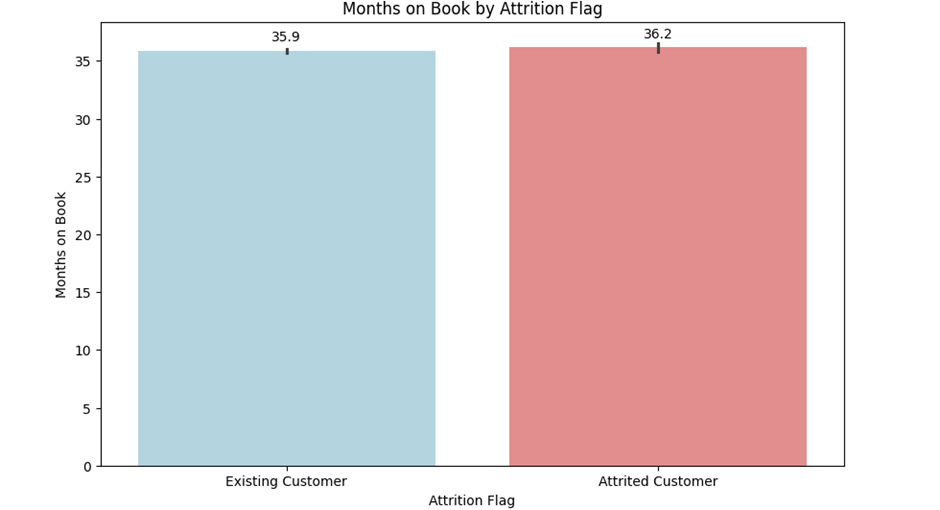 Months on Book by Attrition Flag
35.9
36.2
35
30
25
20
15
10
5
0
Months on Book
Existing Customer
Attrited Customer
Attrition Flag